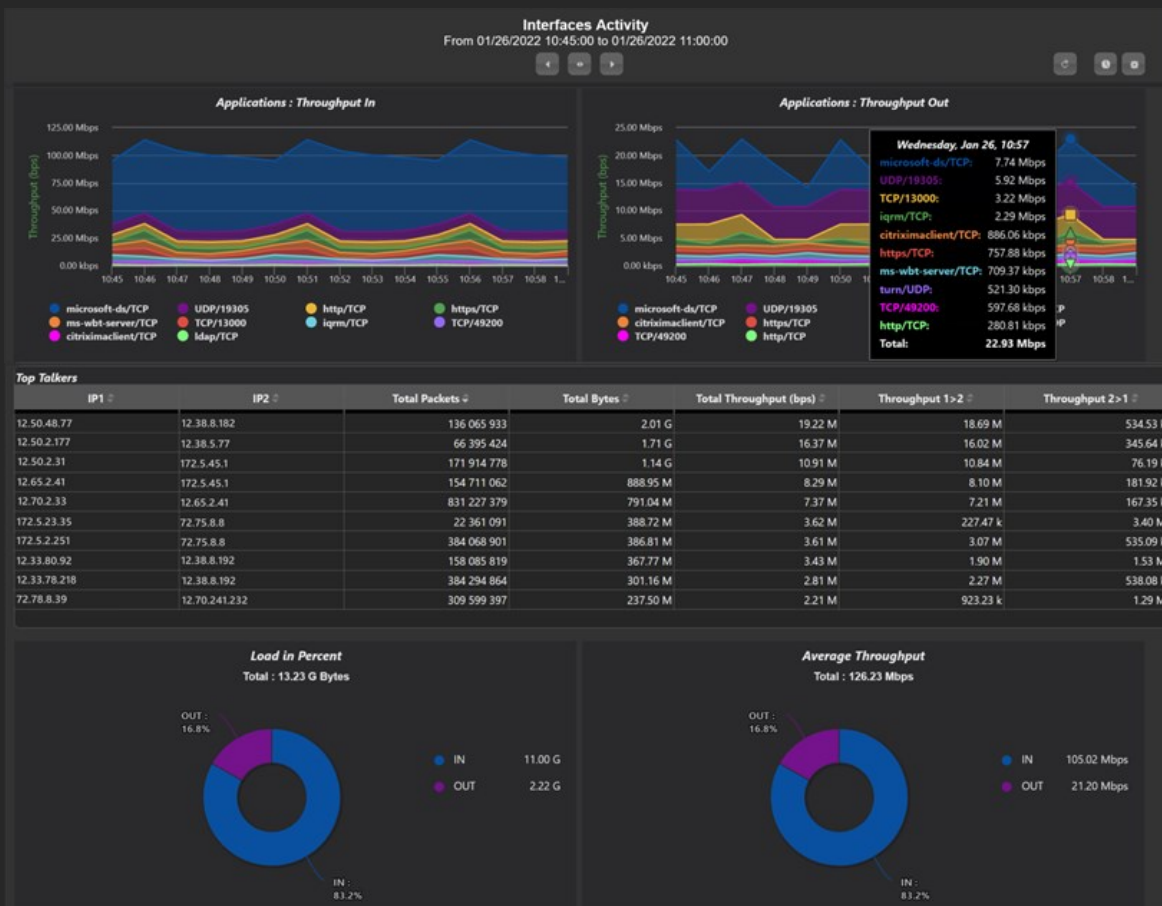 Interfaces Activity
From 01/26/2022 10:45:00 to 01/26/2022 11:00:00
Applications : Throughput In
Throughput (bps)
125.00 Mbps
100.00 Mbps
75.00 Mbps
50.00 Mbps
25.00 Mbps
0.00 kbps
10:45 10:46 10:47 10:49 10:50 10:51 10:52 10:54 10:55 10:56 10:57 10:58 1...
microsoft-ds/TCP UDP/19305 http/TCP https/TCP
ms-wbt-server/TCP TCP/13000 iqrm/TCP TCP/49200
citriximaclient/TCP ldap/TCP
Applications : Throughput Out
Throughput (bps)
25.00 Mbps
20.00 Mbps
15.00 Mbps
10.00 Mbps
5.00 Mbps
0.00 kbps
10:45 10:46 10:47 10:48 10:49 10:50 10:57 10:58 1...
microsoft-ds/TCP UDP/19305
citriximaclient/TCP https/TCP
TCP/49200 http/TCP
Wednesday, Jan 26, 10:57
microsoft-ds/TCP: 7.74 Mbps
UDP/19305: 5.92 Mbps
TCP/13000: 3.22 Mbps
iqrm/TCP: 2.29 Mbps
citriximaclient/TCP: 886.06 kbps
https/TCP: 757.88 kbps
ms-wbt-server/TCP: 709.37 kbps
turn/UDP: 521.30 kbps
TCP/49200: 597.68 kbps
http/TCP: 280.81 kbps
Total: 22.93 Mbps
Top Talkers
IP1 IP2 Total Packets Total Bytes Total Throughput (bps) Throughput 1>2 Throughput 2>1
12.50.48.77 12.38.8.182 136 065 933 2.01 G 19.22 M 18.69 M 534.53
12.50.2.177 12.38.5.77 66 395 424 1.71 G 16.37 M 16.02 M 345.64
12.50.2.31 172.5.45.1 171 914 778 1.14 G 10.91 M 10.84 M 76.19
12.65.2.41 172.5.45.1 154 711 062 888.95 M 8.29 M 8.10 M 181.92
12.70.2.33 12.65.2.41 831 227 379 791.04 M 7.37 M 7.21 M 167.35
172.5.23.35 72.75.8.8 22 361 091 388.72 M 3.62 M 227.47 k 3.40 M
172.5.2.251 72.75.8.8 384 068 901 386.81 M 3.61 M 3.07 M 535.09
12.33.80.92 12.38.8.192 158 085 819 367.77 M 3.43 M 1.90 M 1.53 M
12.33.78.218 12.38.8.192 384 294 864 301.16 M 2.81 M 2.27 M 538.08
72.78.8.39 12.70.241.232 309 599 397 237.50 M 2.21 M 923.23 k 1.29 M
Load in Percent
Total : 13.23 G Bytes
OUT :
16.8%
IN 11.00 G
OUT 2.22 G
IN :
83.2%
Average Throughput
Total : 126.23 Mbps
OUT :
16.8%
IN 105.02 Mbps
OUT 21.20 Mbps
IN :
83.2%